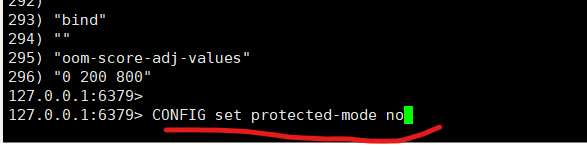 292)
293) "bind"
294) ""
295) "oom-score-adj-values"
296) "0 200 800"
127.0.0.1:6379>
127.0.0.1:6379> CONFIG set protected-mode no